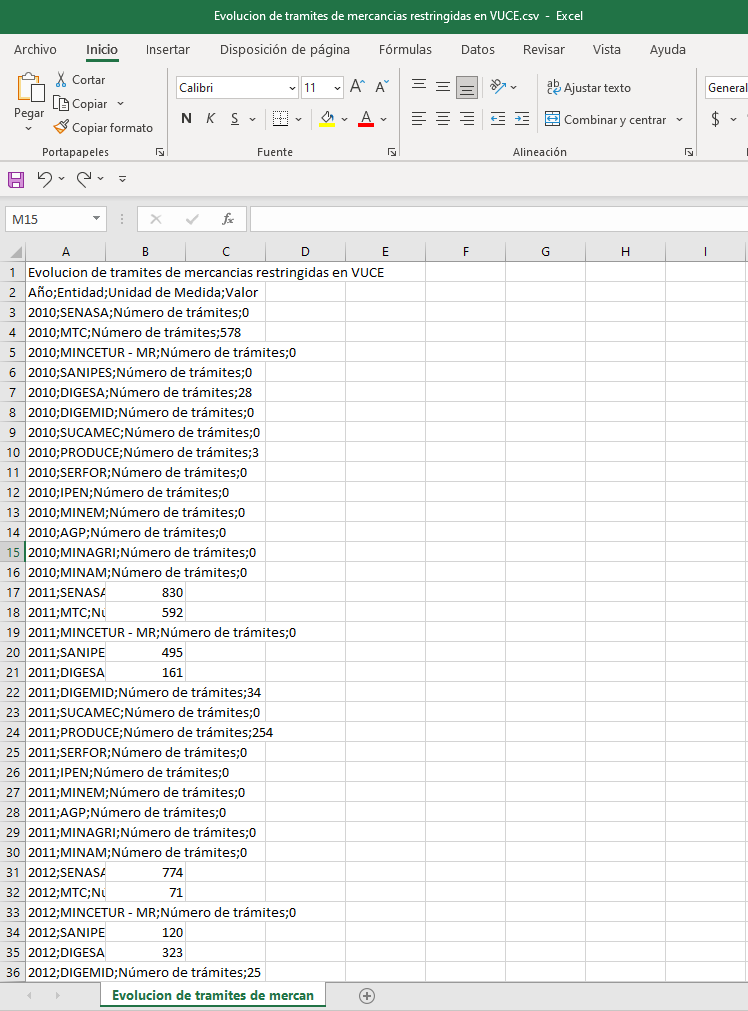 Evolucion de tramites de mercancias restringidas en VUCE.csv - Excel
Archivo Inicio Insertar Disposición de página Fórmulas Datos Revisar Vista Ayuda
Pegar
Cortar
Copiar
Copiar formato
Portapapeles
Calibri 11 A A
N K S A
Fuente
ab Ajustar texto
Combinar y centrar
Alineación
General
$
M15 fx
A B C D E F G H I
1 Evolucion de tramites de mercancias restringidas en VUCE
2 Año;Entidad;Unidad de Medida;Valor
3 2010;SENASA;Número de trámites;0
4 2010;MTC;Número de trámites;578
5 2010;MINCETUR - MR;Número de trámites;0
6 2010;SANIPES;Número de trámites;0
7 2010;DIGESA;Número de trámites;28
8 2010;DIGEMID;Número de trámites;0
9 2010;SUCAMEC;Número de trámites;0
10 2010;PRODUCE;Número de trámites;3
11 2010;SERFOR;Número de trámites;0
12 2010;IPEN;Número de trámites;0
13 2010;MINEM;Número de trámites;0
14 2010;AGP;Número de trámites;0
15 2010;MINAGRI;Número de trámites;0
16 2010;MINAM;Número de trámites;0
17 2011;SENASA 830
18 2011;MTC;Nú 592
19 2011;MINCETUR - MR;Número de trámites;0
20 2011;SANIPE 495
21 2011;DIGESA 161
22 2011;DIGEMID;Número de trámites;34
23 2011;SUCAMEC;Número de trámites;0
24 2011;PRODUCE;Número de trámites;254
25 2011;SERFOR;Número de trámites;0
26 2011;IPEN;Número de trámites;0
27 2011;MINEM;Número de trámites;0
28 2011;AGP;Número de trámites;0
29 2011;MINAGRI;Número de trámites;0
30 2011;MINAM;Número de trámites;0
31 2012;SENASA 774
32 2012;MTC;Nú 71
33 2012;MINCETUR - MR;Número de trámites;0
34 2012;SANIPE 120
35 2012;DIGESA 323
36 2012;DIGEMID;Número de trámites;25
Evolucion de tramites de mercan